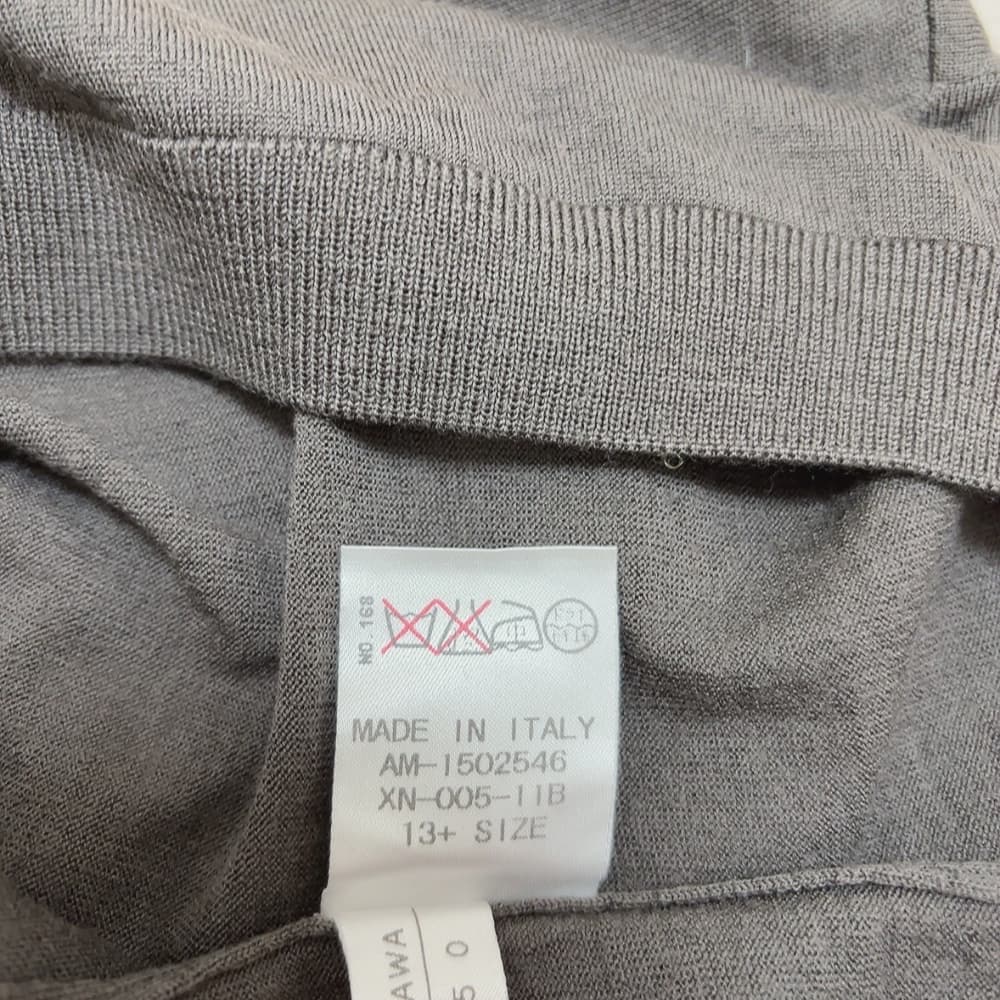 NO.168
MADE IN ITALY
AM-1502546
XN-005-11B
13+ SIZE
AWA
5 0